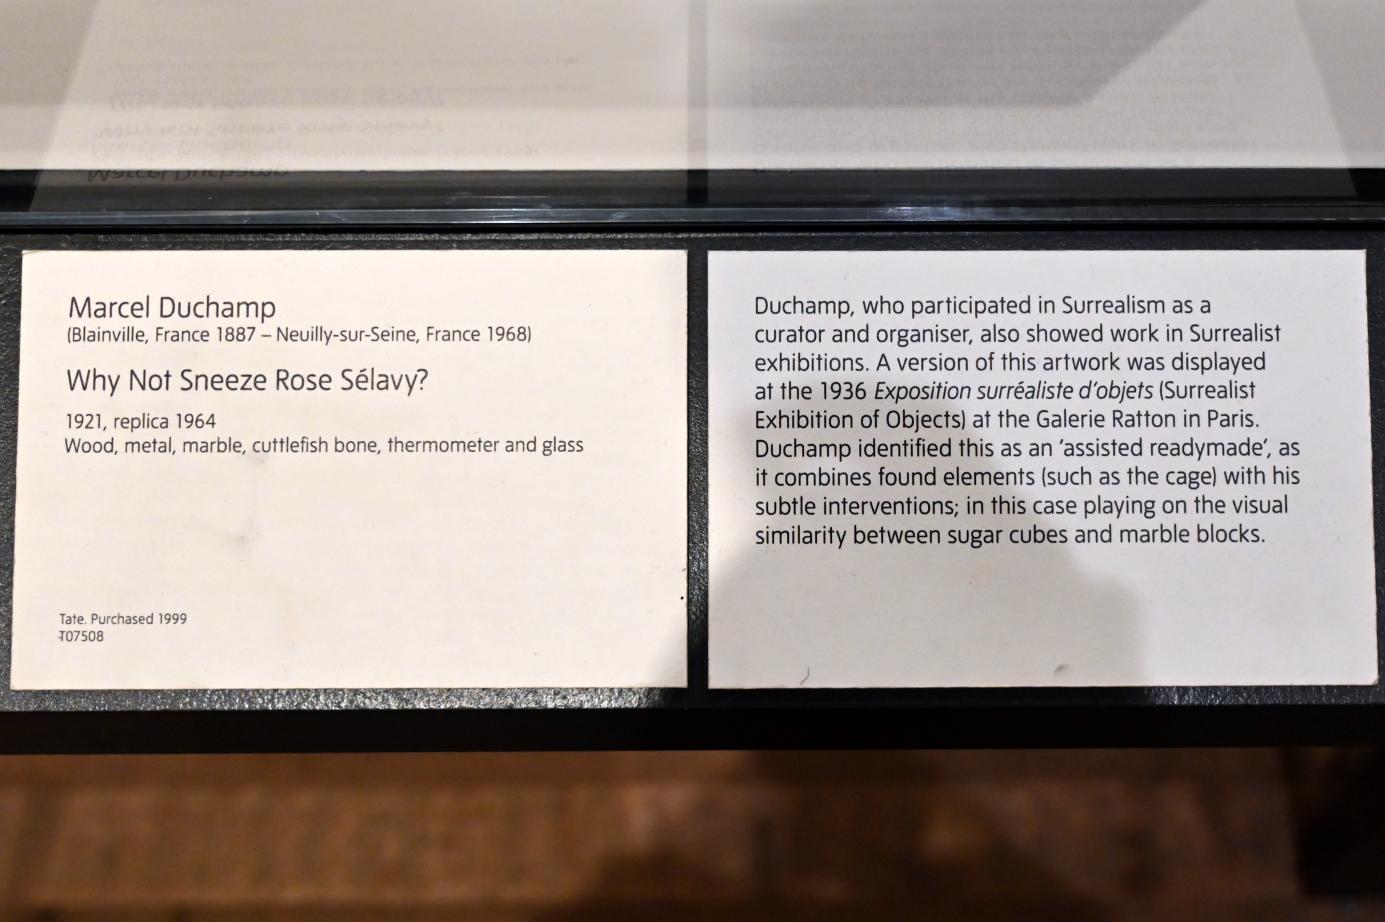 Marcel Duchamp
(Blainville, France 1887 – Neuilly-sur-Seine, France 1968)
Why Not Sneeze Rose Sélavy?
1921, replica 1964
Wood, metal, marble, cuttlefish bone, thermometer and glass
Tate. Purchased 1999
T07508
Duchamp, who participated in Surrealism as a
curator and organiser, also showed work in Surrealist
exhibitions. A version of this artwork was displayed
at the 1936 Exposition surréaliste d'objets (Surrealist
Exhibition of Objects) at the Galerie Ratton in Paris.
Duchamp identified this as an 'assisted readymade', as
it combines found elements (such as the cage) with his
subtle interventions; in this case playing on the visual
similarity between sugar cubes and marble blocks.